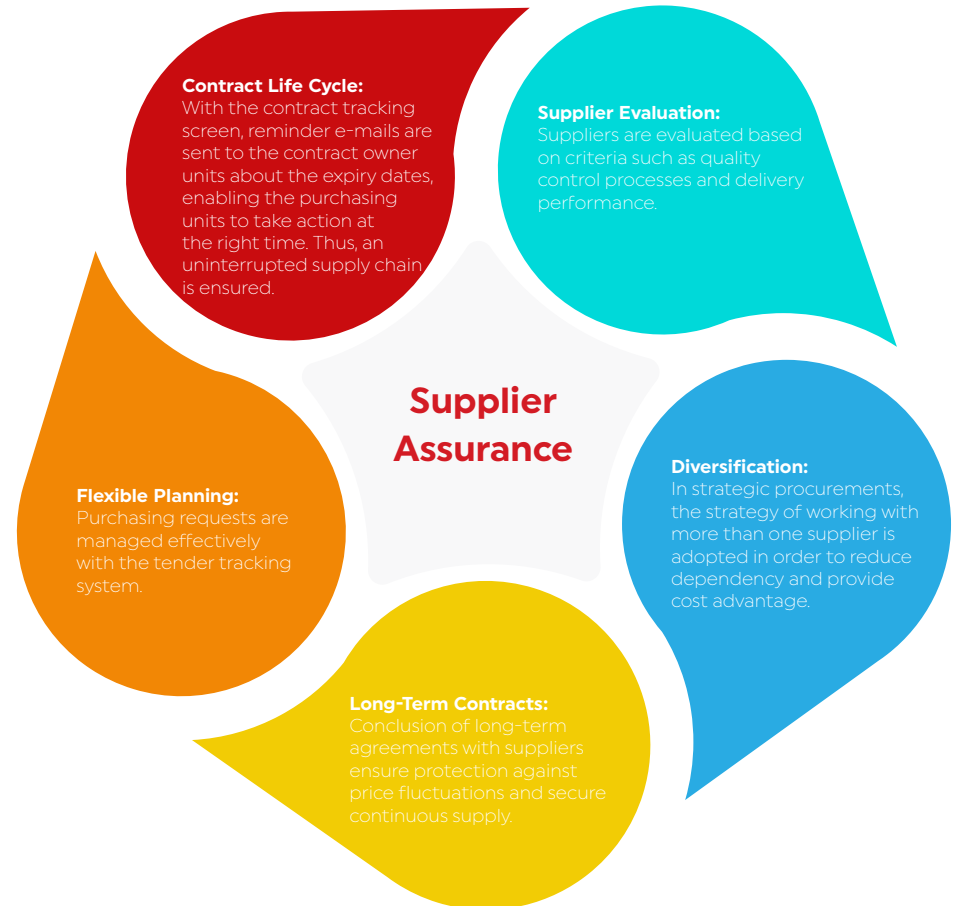 Contract Life Cycle:
With the contract tracking
screen, reminder e-mails are
sent to the contract owner
units about the expiry dates,
enabling the purchasing
units to take action at
the right time. Thus, an
uninterrupted supply chain
is ensured.
Supplier Evaluation:
Suppliers are evaluated based
on criteria such as quality
control processes and delivery
performance.
Supplier
Assurance
Diversification:
In strategic procurements,
the strategy of working with
more than one supplier is
adopted in order to reduce
dependency and provide
cost advantage.
Flexible Planning:
Purchasing requests are
managed effectively
with the tender tracking
system.
Long-Term Contracts:
Conclusion of long-term
agreements with suppliers
ensure protection against
price fluctuations and secure
continuous supply.